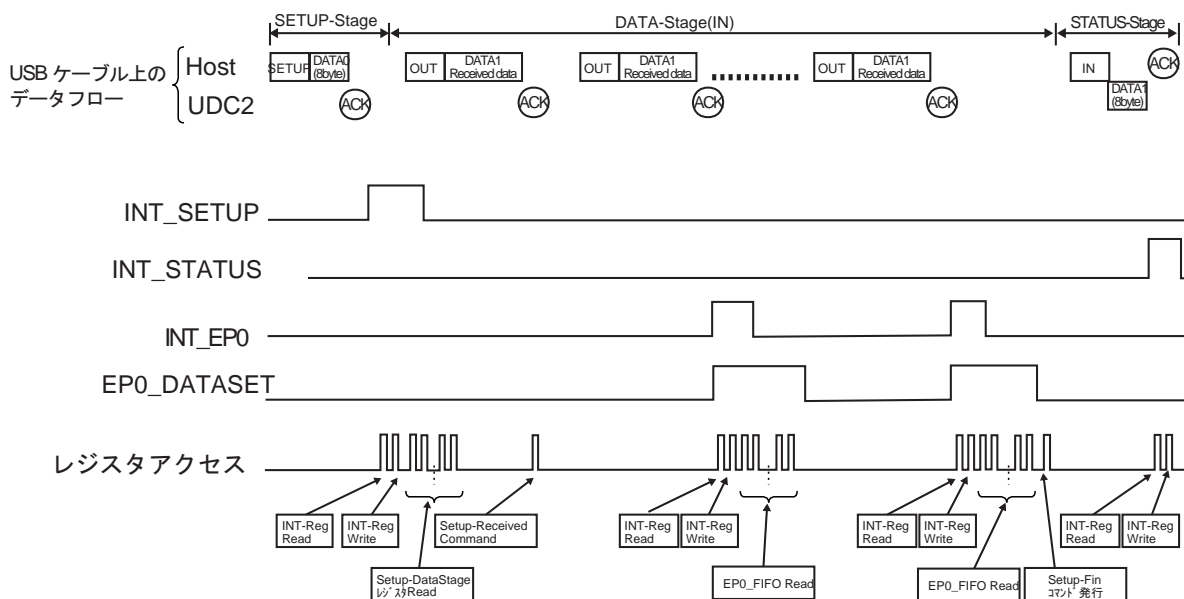 SETUP-Stage
DATA-Stage(IN)
STATUS-Stage
USB ケーブル上の
データフロー
Host
UDC2
SETUP
DATA0
(8byte)
ACK
OUT
DATA1
Received data
ACK
OUT
DATA1
Received data
ACK
OUT
DATA1
Received data
ACK
IN
DATA1
(8byte)
ACK
INT_SETUP
INT_STATUS
INT_EP0
EP0_DATASET
レジスタアクセス
INT-Reg
Read
INT-Reg
Write
Setup-Received
Command
INT-Reg
Read
INT-Reg
Write
INT-Reg
Read
INT-Reg
Write
INT-Reg
Read
INT-Reg
Write
Setup-DataStage
レジスタRead
EP0_FIFO Read
EP0_FIFO Read
Setup-Fin
コマンド発行